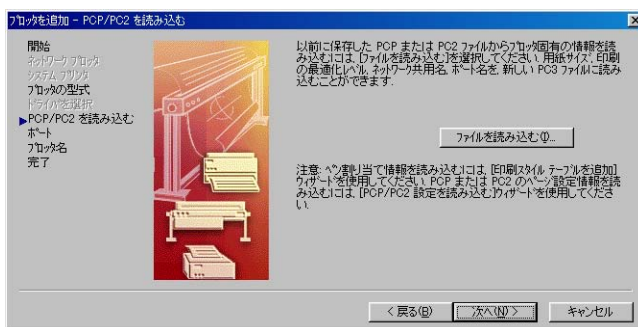 プロッタを追加 - PCP/PC2 を読み込む
開始
ネットワーク プロッタ
システム プリンタ
プロッタの型式
ドライバを選択
PCP/PC2 を読み込む
ポート
プロッタ名
完了
以前に保存した PCP または PC2 ファイルからプロッタ固有の情報を読
み込むには、[ファイルを読み込む]を選択してください. 用紙サイズ, 印刷
の最適化レベル, ネットワーク共用名, ポート名を, 新しい PC3 ファイルに読み
込むことができます.
ファイルを読み込む(I)...
注意: ペン割り当て情報を読み込むには, [印刷スタイル テーブルを追加]
ウィザードを使用してください. PCP または PC2 のページ設定情報を読
み込むには, [PCP/PC2 設定を読み込む]ウィザードを使用してくださ
い.
< 戻る(B)
次へ(N) >
キャンセル